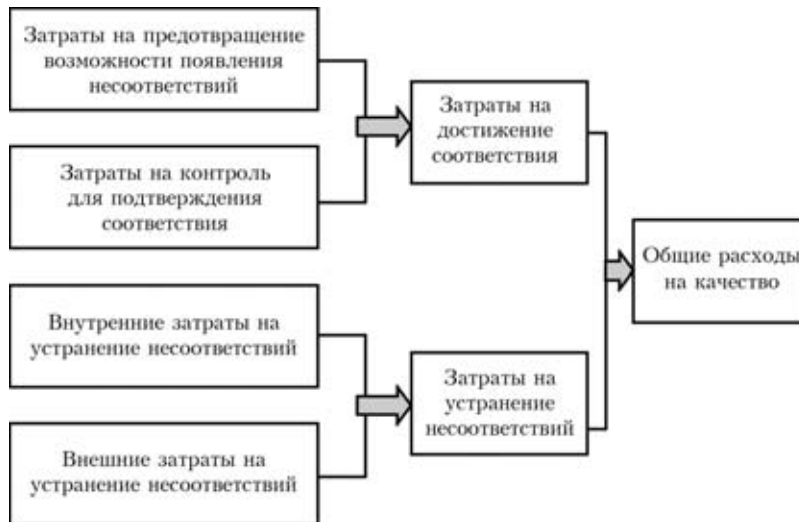 Затраты на предотвращение
возможности появления
несоответствий
Затраты на контроль
для подтверждения
соответствия
Внутренние затраты на
устранение несоответствий
Внешние затраты на
устранение несоответствий
Затраты на
достижение
соответствия
Затраты на
устранение
несоответствий
Общие расходы
на качество